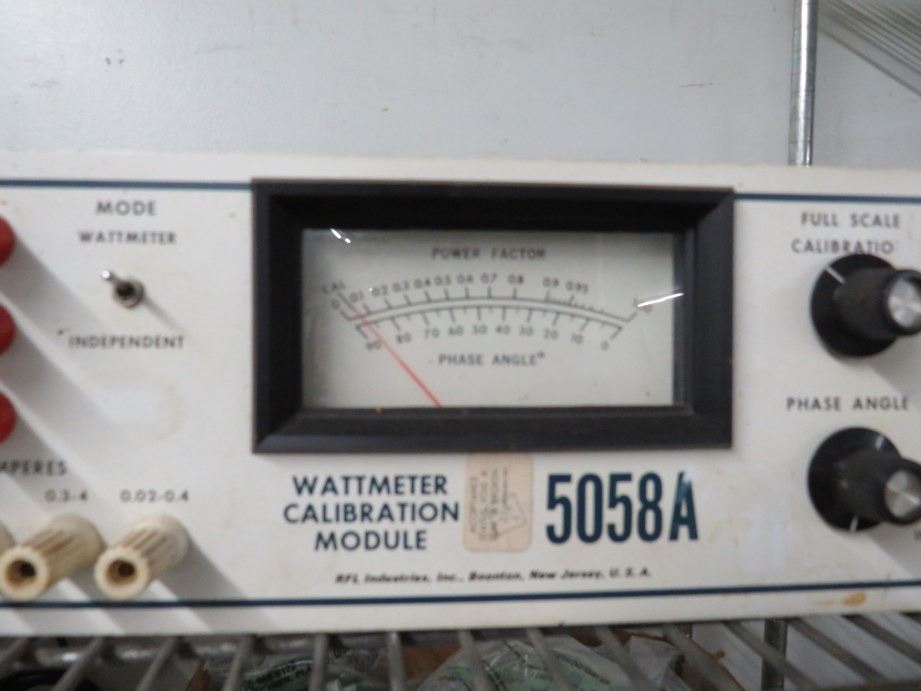 MODE
WATTMETER
INDEPENDENT
MPERES
0.3-4 0.02-0.4
POWER FACTOR
CAL
0 0.1 0.2 0.3 0.4 0.5 0.6 0.7 0.8 0.9 0.95
90 80 70 60 50 40 30 20 10 0
PHASE ANGLE°
FULL SCALE
CALIBRATIO
PHASE ANGLE
WATTMETER
CALIBRATION
MODULE
5058A
RFL Industries, Inc., Boonton, New Jersey, U.S.A.